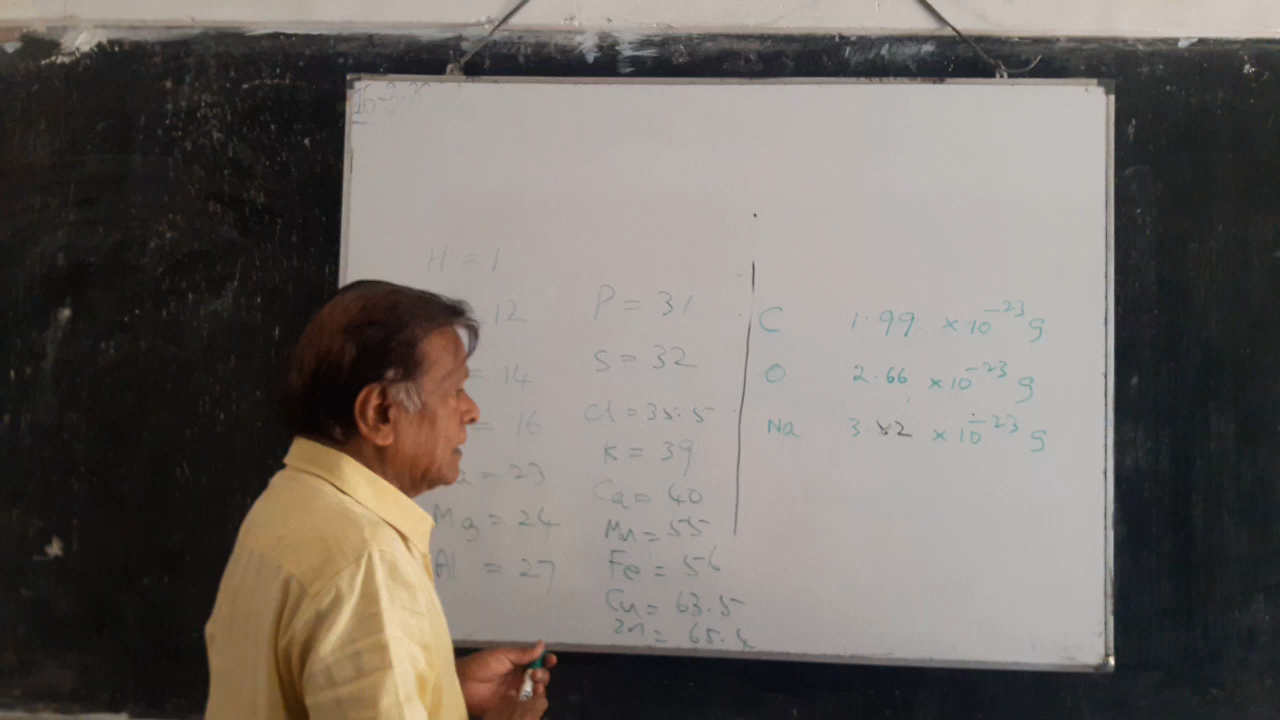 H = 1
12
= 14
= 16
a = 23
Mg = 24
Al = 27
P = 31
S = 32
Cl = 35.5
K = 39
Ca = 40
Mn = 55
Fe = 56
Cu = 63.5
Zn = 65.4
C 1.99 × 10⁻²³ g
O 2.66 × 10⁻²³ g
Na 3 2 × 10⁻²³ g